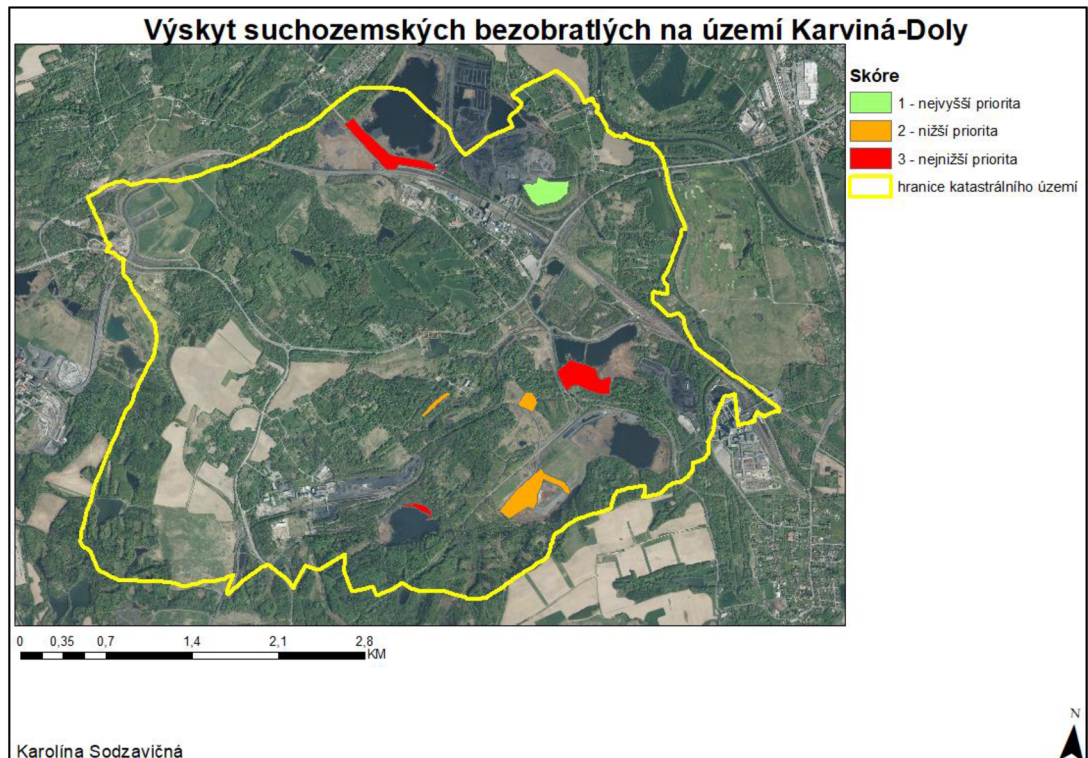 Výskyt suchozemských bezobratlých na území Karviná-Doly
Skóre
1 - nejvyšší priorita
2 - nižší priorita
3 - nejnižší priorita
hranice katastrálního území
0 0,35 0,7 1,4 2,1 2,8
KM
N
Karolína Sodzavičná